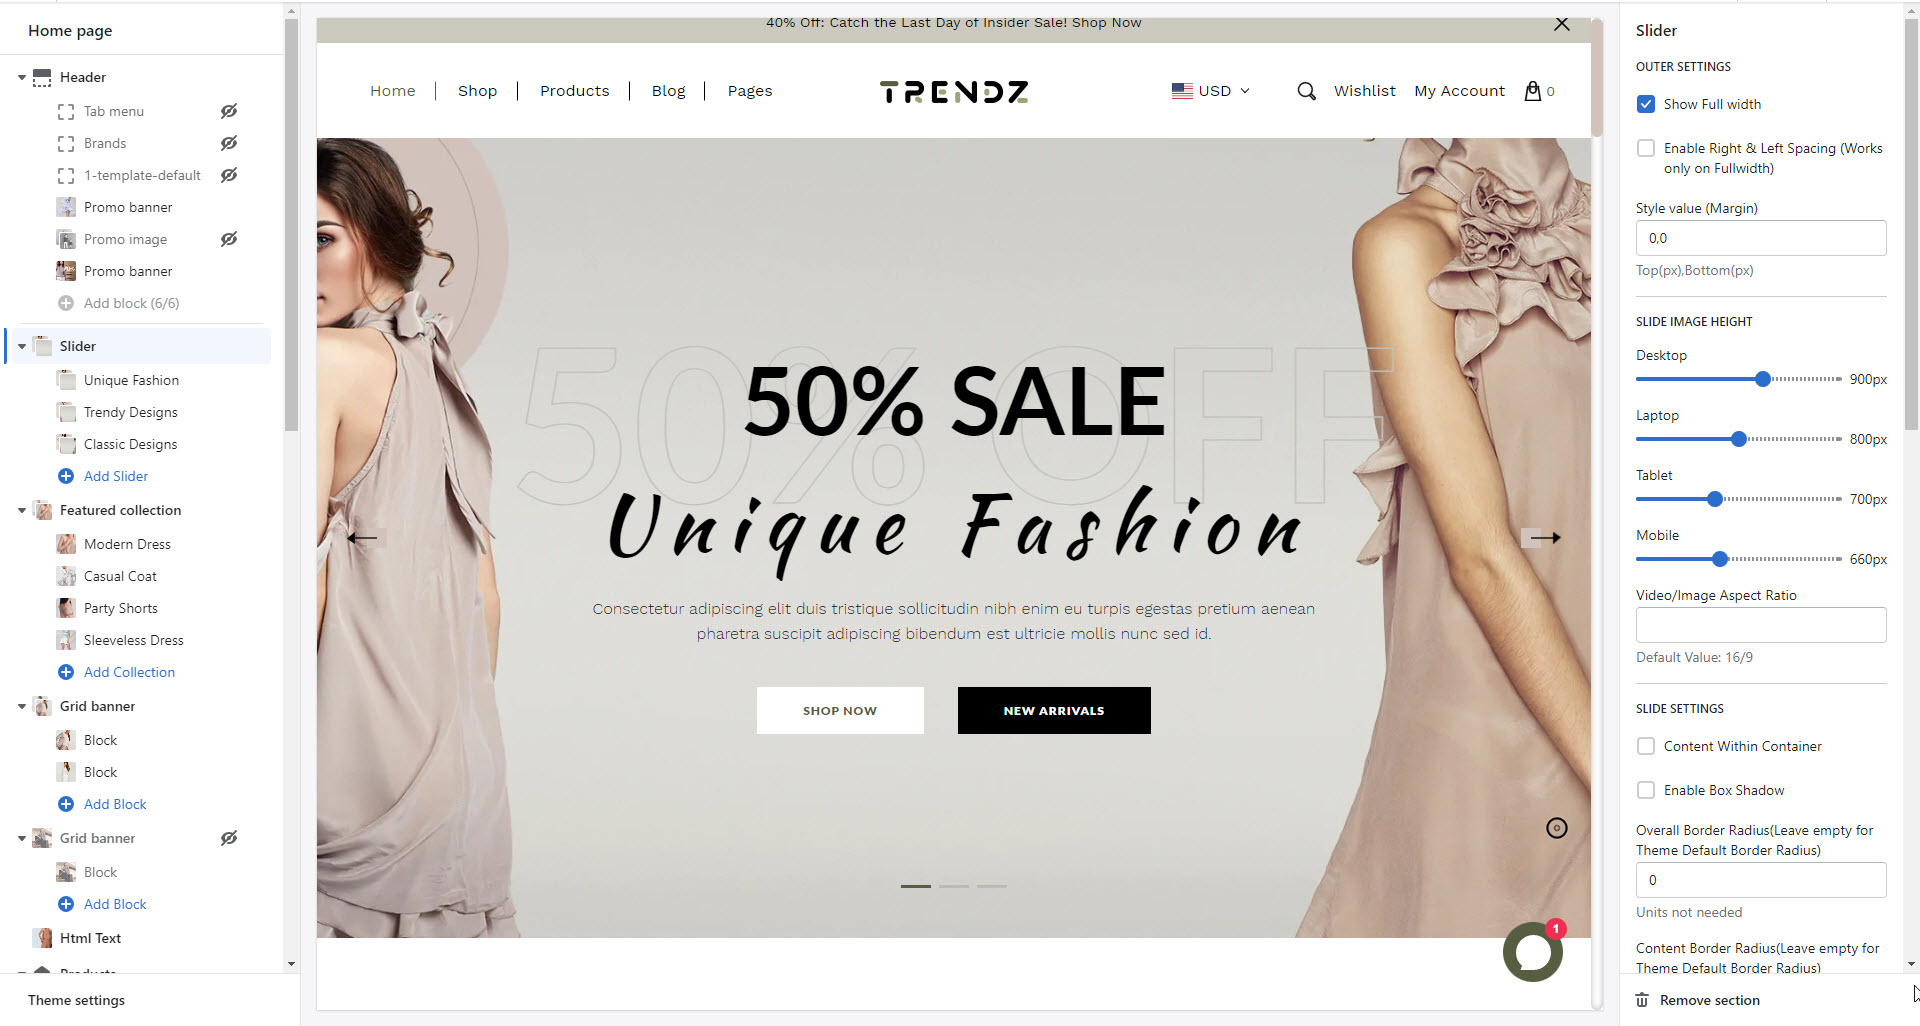 Home page
Header
Tab menu
Brands
1-template-default
Promo banner
Promo image
Promo banner
Add block (6/6)
Slider
Unique Fashion
Trendy Designs
Classic Designs
Add Slider
Featured collection
Modern Dress
Casual Coat
Party Shorts
Sleeveless Dress
Add Collection
Grid banner
Block
Block
Add Block
Grid banner
Block
Add Block
Html Text
Products
Theme settings
40% Off: Catch the Last Day of Insider Sale! Shop Now
Home
Shop
Products
Blog
Pages
TRENDZ
USD
Wishlist
My Account
0
50% OFF
50% SALE
Unique Fashion
Consectetur adipiscing elit duis tristique sollicitudin nibh enim eu turpis egestas pretium aenean
pharetra suscipit adipiscing bibendum est ultricie mollis nunc sed id.
SHOP NOW
NEW ARRIVALS
1
Slider
OUTER SETTINGS
Show Full width
Enable Right & Left Spacing (Works
only on Fullwidth)
Style value (Margin)
0,0
Top(px),Bottom(px)
SLIDE IMAGE HEIGHT
Desktop
900px
Laptop
800px
Tablet
700px
Mobile
660px
Video/Image Aspect Ratio
Default Value: 16/9
SLIDE SETTINGS
Content Within Container
Enable Box Shadow
Overall Border Radius(Leave empty for
Theme Default Border Radius)
0
Units not needed
Content Border Radius(Leave empty for
Theme Default Border Radius)
Remove section